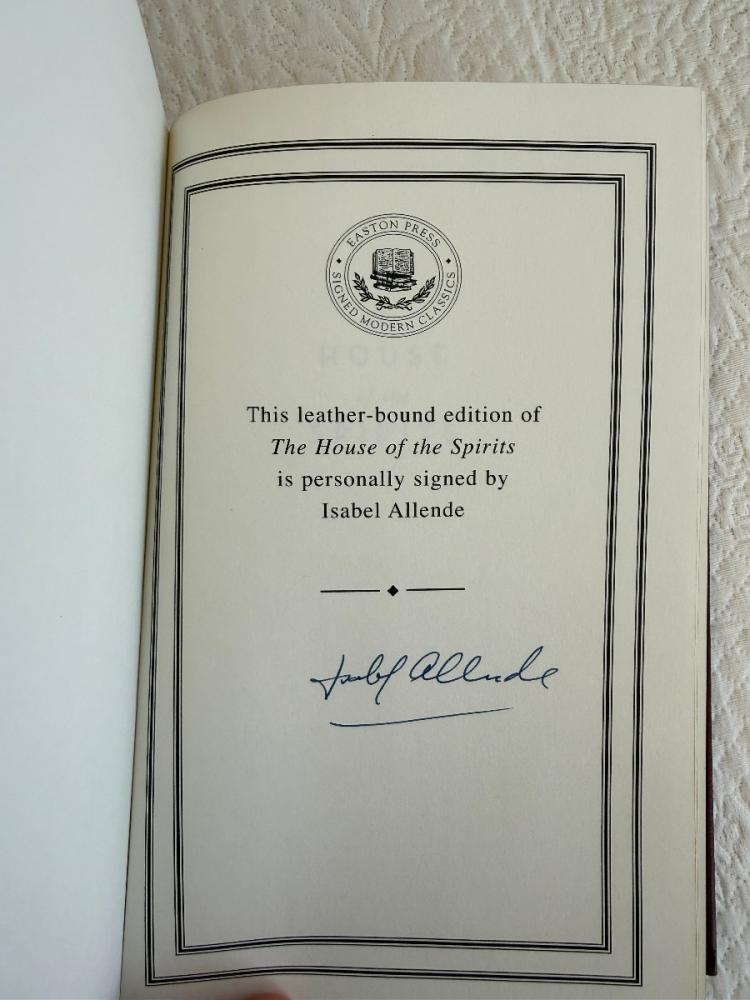 EASTON PRESS
SIGNED MODERN CLASSICS
HOUSE
This leather-bound edition of
The House of the Spirits
is personally signed by
Isabel Allende
Isabel Allende